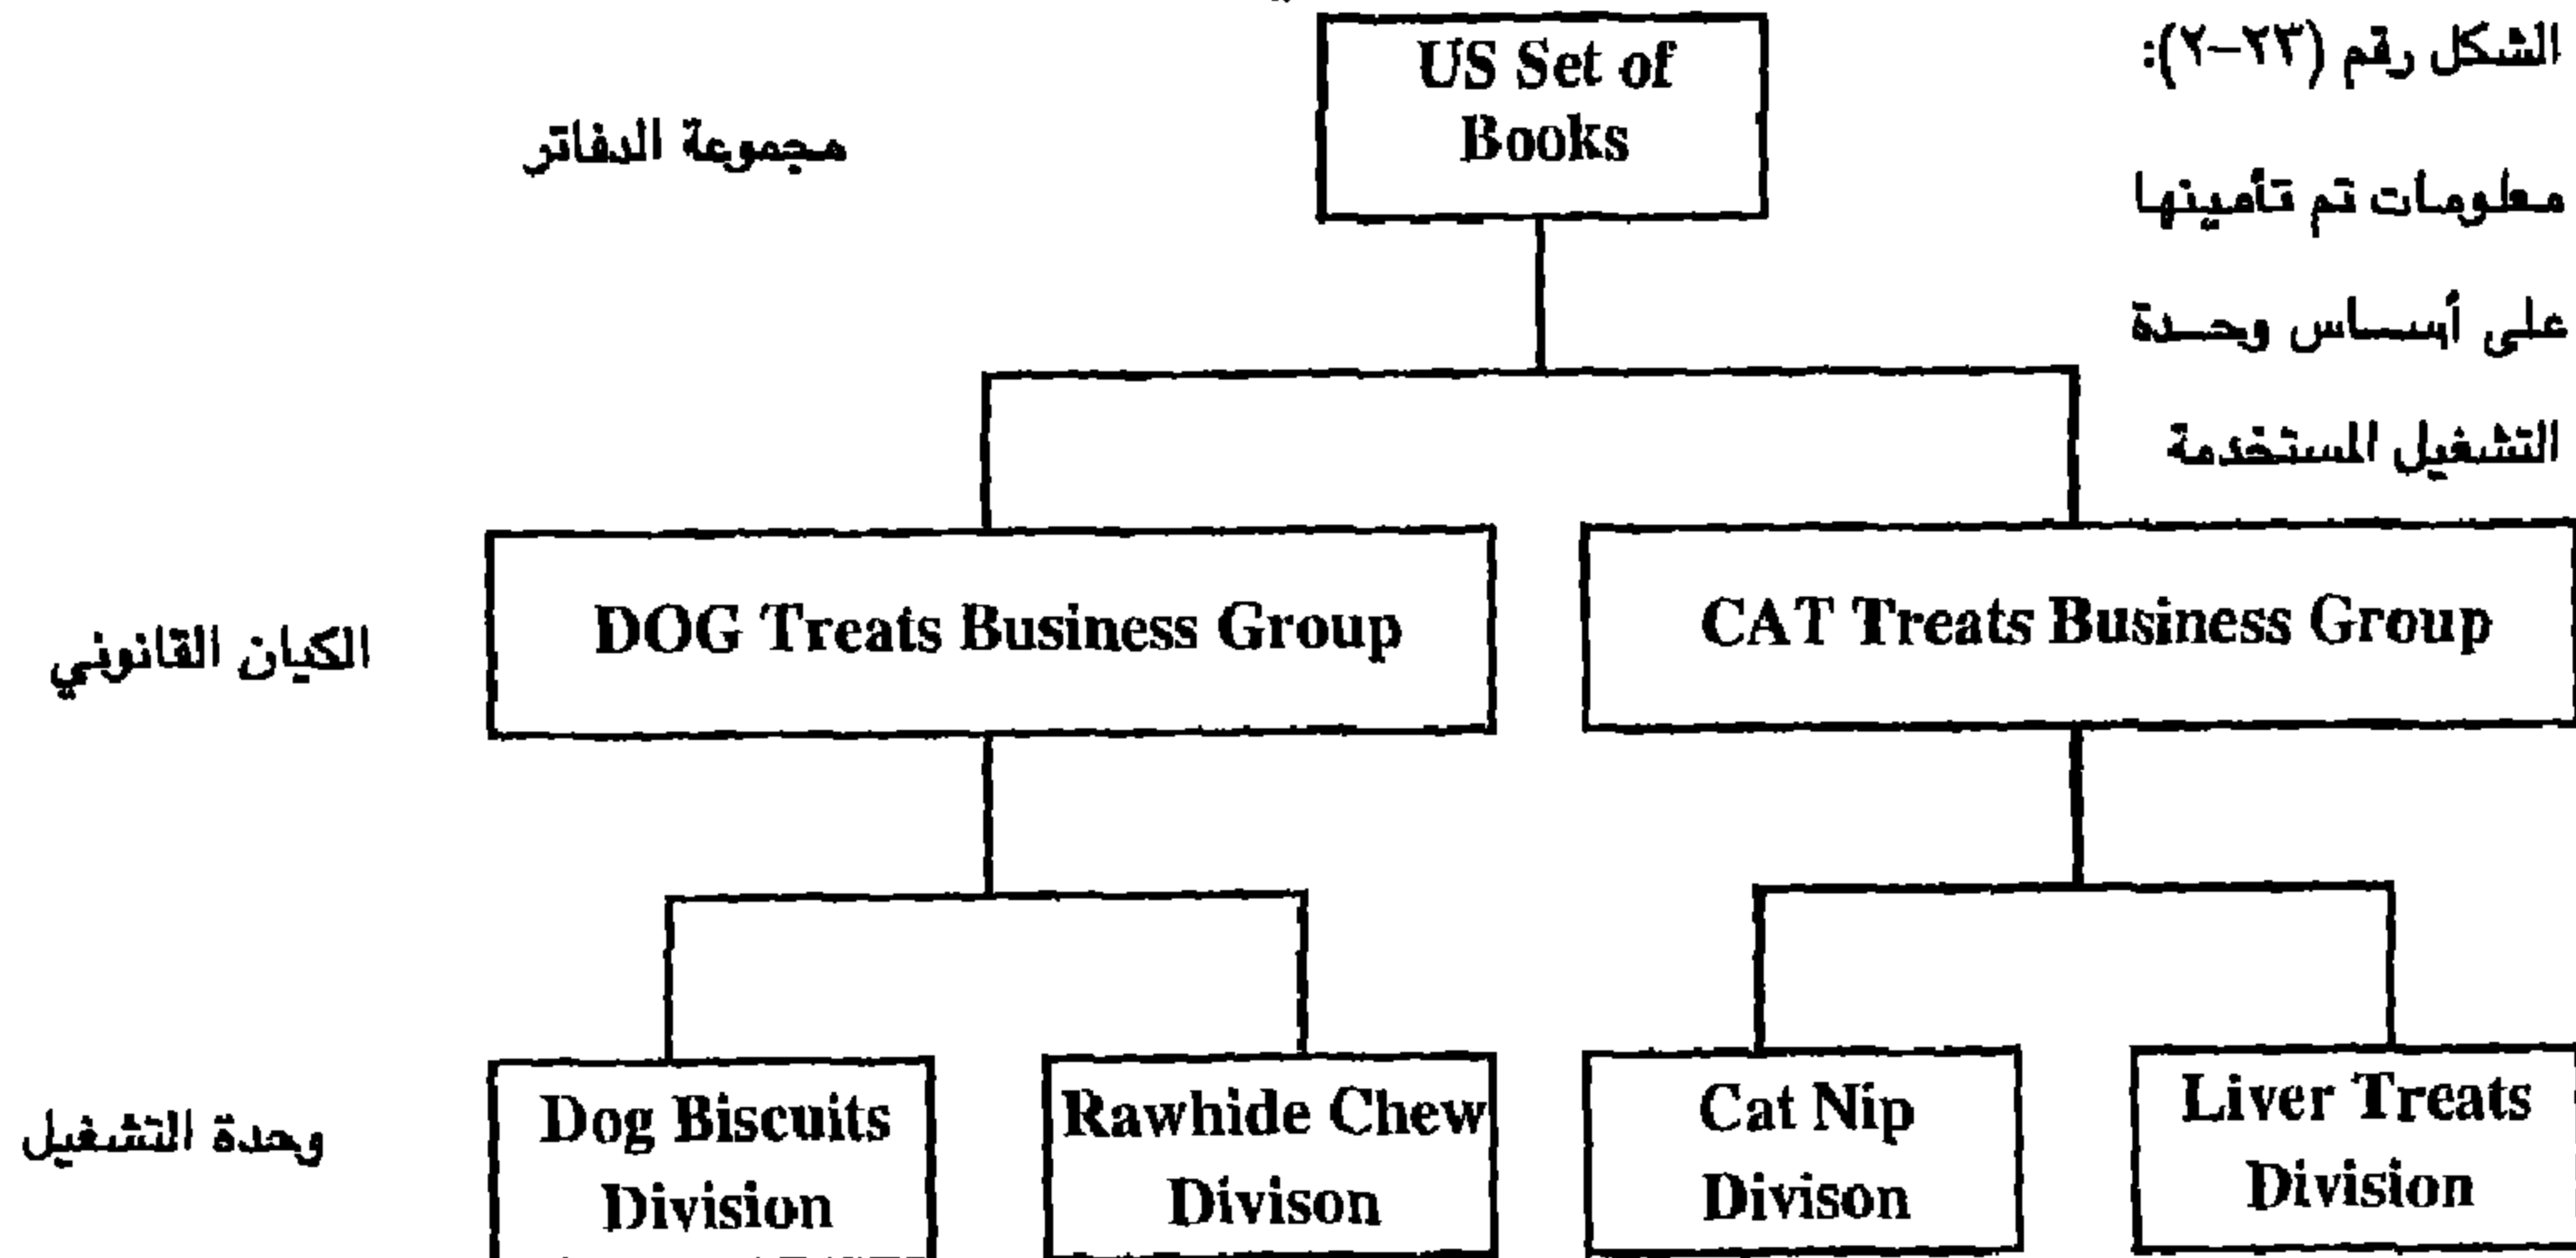 الشكل رقم (٢٣-٢):
معلومات تم تأمينها
على أساس وحدة
التشغيل المستخدمة
مجموعة الدفاتر
US Set of
Books
الكيان القانوني
DOG Treats Business Group
CAT Treats Business Group
وحدة التشغيل
Dog Biscuits
Division
Rawhide Chew
Divison
Cat Nip
Divison
Liver Treats
Division